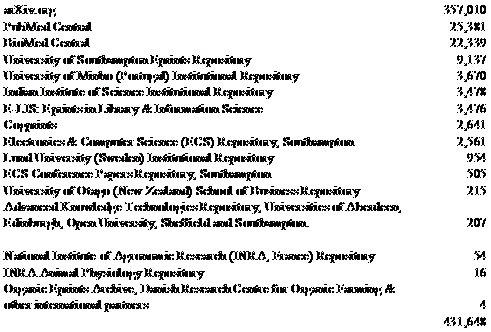 arXiv.org 357,010
PubMed Central 25,381
BioMed Central 22,339
University of Southampton Eprints Repository 9,137
University of Minho (Portugal) Institutional Repository 3,670
Indian Institute of Science Institutional Repository 3,478
E-LIS: Eprints in Library & Information Science 3,476
Cogprints 2,641
Electronics & Computer Science (ECS) Repository, Southampton 2,561
Lund University (Sweden) Institutional Repository 954
ECS Conference Papers Repository, Southampton 505
University of Otago (New Zealand) School of Business Repository 215
Advanced Knowledge Technologies Repository, Universities of Aberdeen,
Edinburgh, Open University, Sheffield and Southampton. 207
National Institute of Agronomic Research (INRA, France) Repository 54
INRA Animal Physiology Repository 16
Organic Eprints Archive, Danish Research Centre for Organic Farming &
other international partners 4
431,648